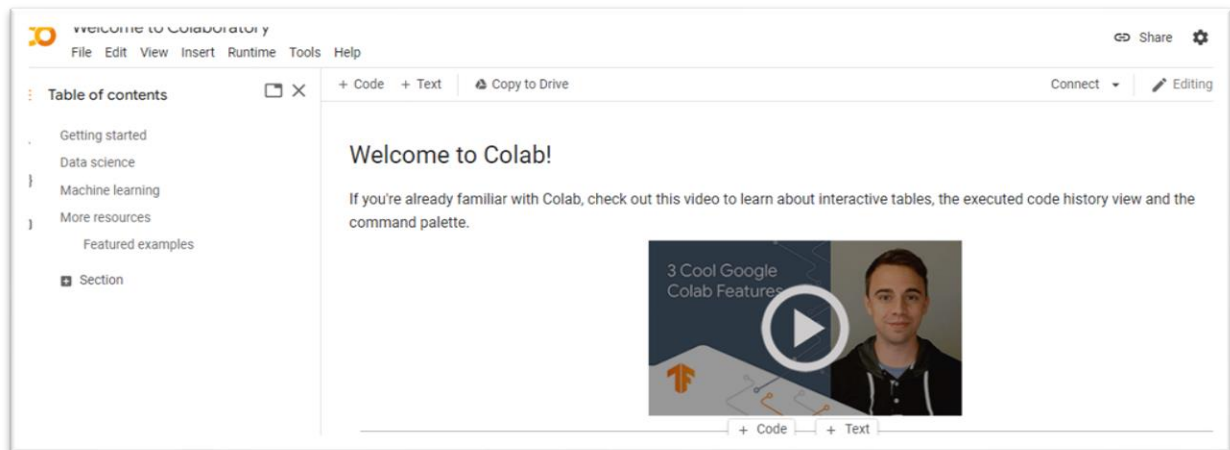 Welcome to Colaboratory
File Edit View Insert Runtime Tools Help
Share
Table of contents
+ Code + Text Copy to Drive
Connect
Editing
Getting started
Data science
Machine learning
More resources
Featured examples
Section
Welcome to Colab!
If you're already familiar with Colab, check out this video to learn about interactive tables, the executed code history view and the
command palette.
3 Cool Google
Colab Features
+ Code + Text